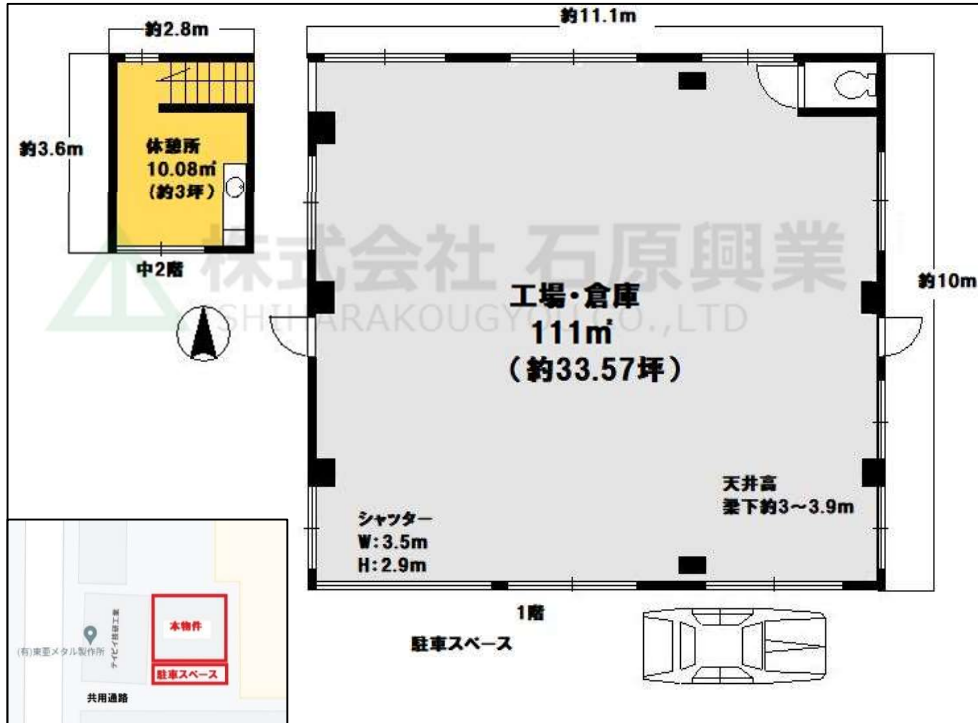 約11.1m
約2.8m
約3.6m
休憩所
10.08㎡
(約3坪)
中2階
株式会社 石原興業
ISHIHARAKOUGYOU CO.,LTD
約10m
工場・倉庫
111㎡
(約33.57坪)
天井高
梁下約3～3.9m
シャッター
W:3.5m
H:2.9m
1階
駐車スペース
本物件
(有)東亜メタル製作所
駐車スペース
共用通路